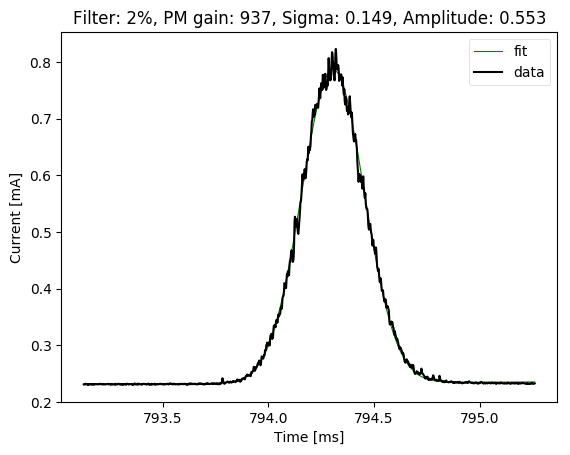 Filter: 2%, PM gain: 937, Sigma: 0.149, Amplitude: 0.553
fit
data
0.8
0.7
0.6
0.5
0.4
0.3
0.2
Current [mA]
793.5 794.0 794.5 795.0
Time [ms]